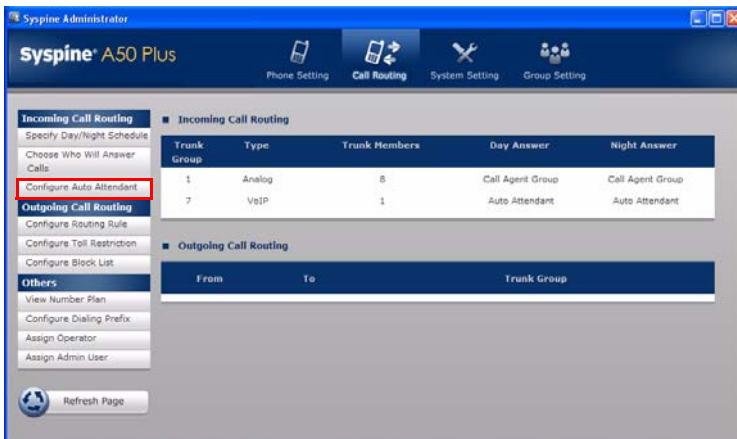 Syspine Administrator
Syspine® A50 Plus
Phone Setting
Call Routing
System Setting
Group Setting
Incoming Call Routing
Specify Day/Night Schedule
Choose Who Will Answer
Calls
Configure Auto Attendant
Outgoing Call Routing
Configure Routing Rule
Configure Toll Restriction
Configure Block List
Others
View Number Plan
Configure Dialing Prefix
Assign Operator
Assign Admin User
Refresh Page
Incoming Call Routing
Trunk Group Type Trunk Members Day Answer Night Answer
1 Analog 8 Call Agent Group Call Agent Group
7 VoIP 1 Auto Attendant Auto Attendant
Outgoing Call Routing
From To Trunk Group